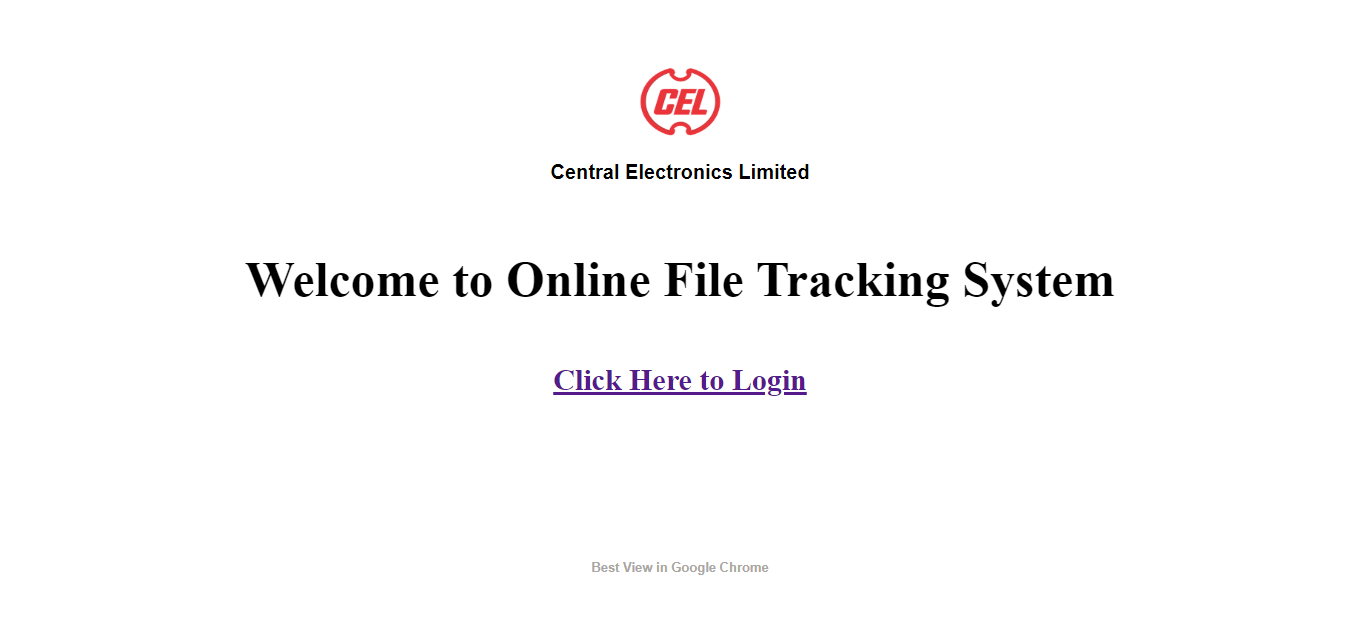 CEL
Central Electronics Limited
Welcome to Online File Tracking System
Click Here to Login
Best View in Google Chrome